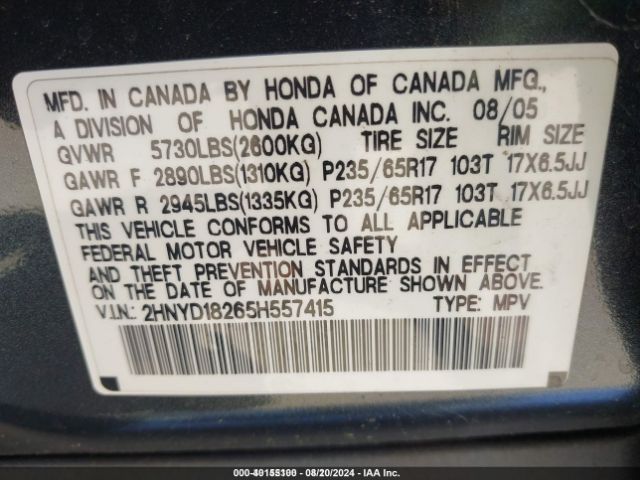 MFD. IN CANADA BY HONDA OF CANADA MFG.,
A DIVISION OF HONDA CANADA INC. 08/05
GVWR 5730LBS(2600KG) TIRE SIZE RIM SIZE
GAWR F 2890LBS(1310KG) P235/65R17 103T 17X6.5JJ
GAWR R 2945LBS(1335KG) P235/65R17 103T 17X6.5JJ
THIS VEHICLE CONFORMS TO ALL APPLICABLE
FEDERAL MOTOR VEHICLE SAFETY
AND THEFT PREVENTION STANDARDS IN EFFECT
ON THE DATE OF MANUFACTURE SHOWN ABOVE.
V.I.N.: 2HNYD18265H557415 TYPE: MPV
08/20/2024 - IAA Inc.